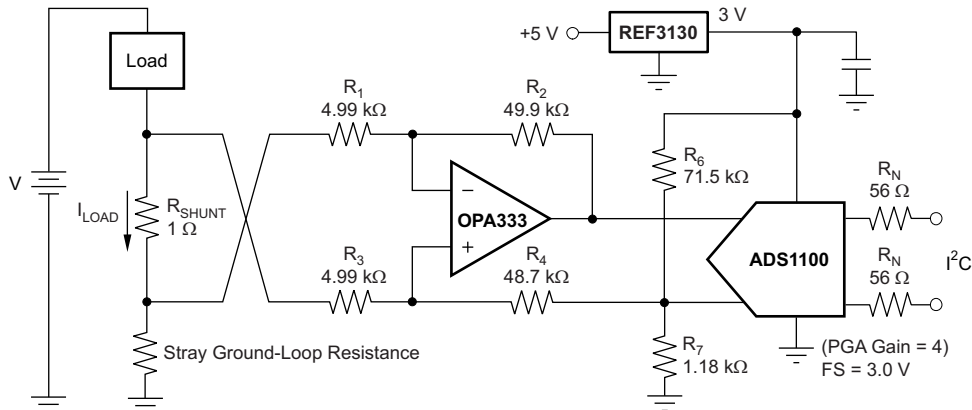 REF3130
+5 V
3 V
Load
R1
4.99 kΩ
R2
49.9 kΩ
R6
71.5 kΩ
V
ILOAD
RSHUNT
1 Ω
−
OPA333
+
ADS1100
RN
56 Ω
I2C
RN
56 Ω
R3
4.99 kΩ
R4
48.7 kΩ
Stray Ground-Loop Resistance
R7
1.18 kΩ
(PGA Gain = 4)
FS = 3.0 V